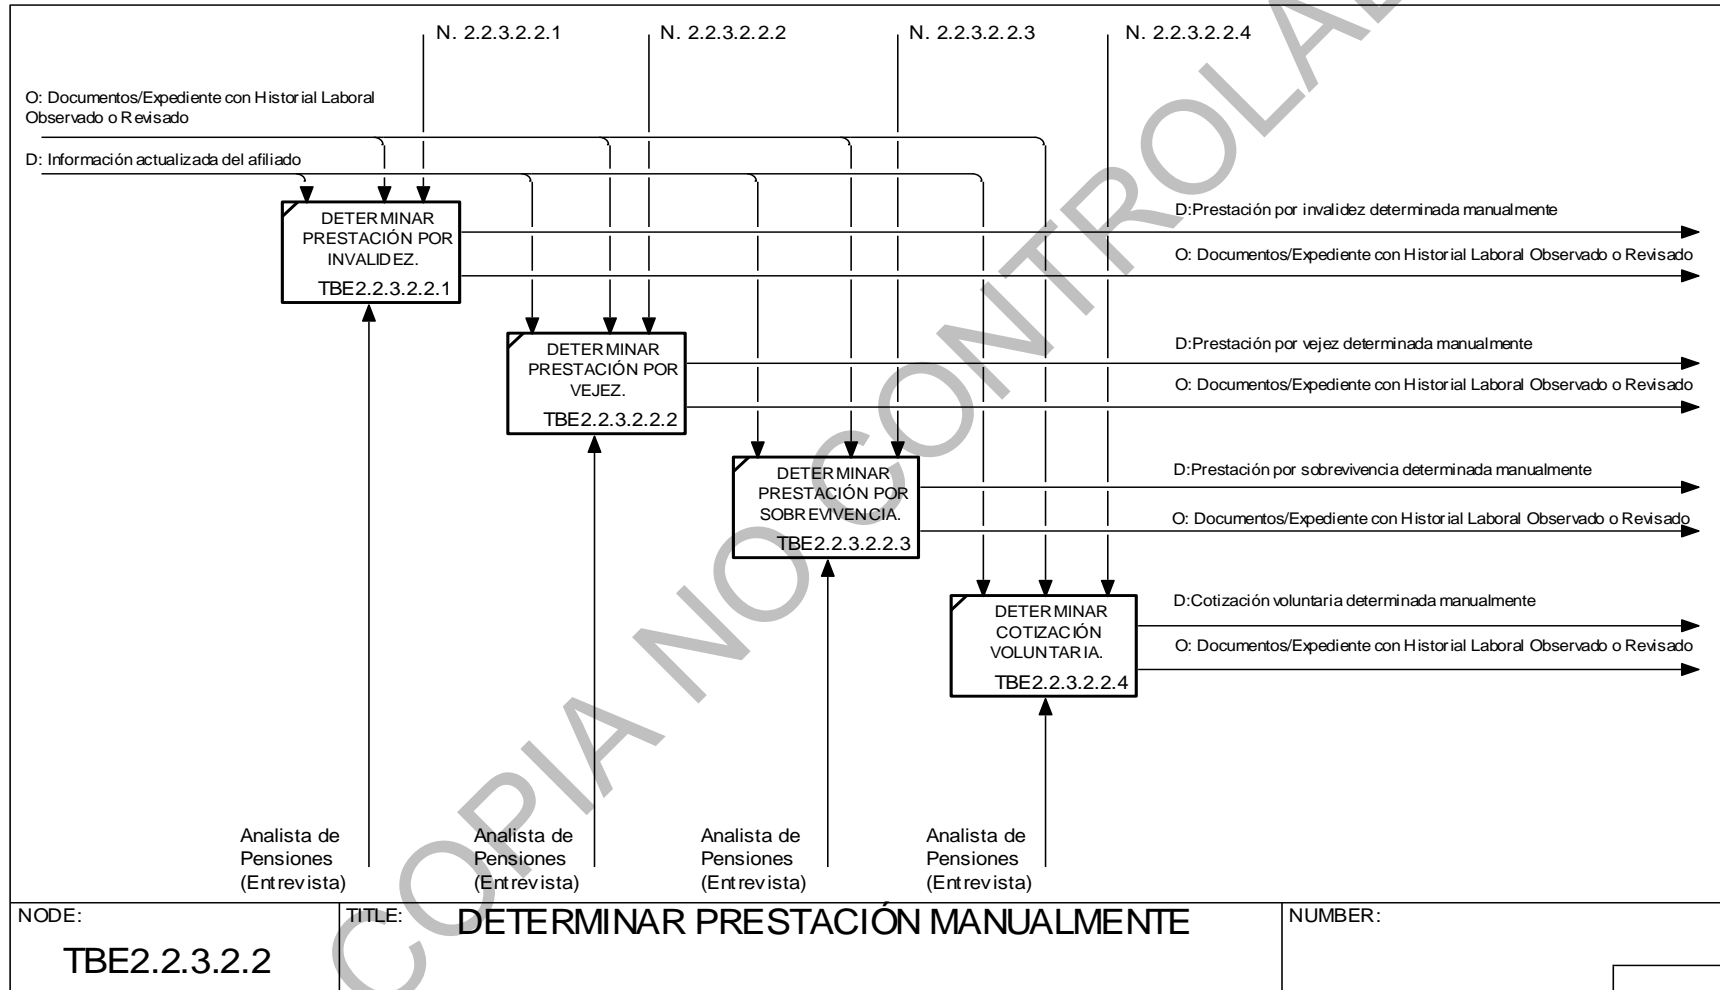 N. 2.2.3.2.2.1
N. 2.2.3.2.2.2
N. 2.2.3.2.2.3
N. 2.2.3.2.2.4
O: Documentos/Expediente con Historial Laboral
Observado o Revisado
D: Información actualizada del afiliado
DETERMINAR
PRESTACIÓN POR
INVALIDEZ.
TBE2.2.3.2.2.1
D:Prestación por invalidez determinada manualmente
O: Documentos/Expediente con Historial Laboral Observado o Revisado
DETERMINAR
PRESTACIÓN POR
VEJEZ.
TBE2.2.3.2.2.2
D:Prestación por vejez determinada manualmente
O: Documentos/Expediente con Historial Laboral Observado o Revisado
DETERMINAR
PRESTACIÓN POR
SOBREVIVENCIA.
TBE2.2.3.2.2.3
D:Prestación por sobrevivencia determinada manualmente
O: Documentos/Expediente con Historial Laboral Observado o Revisado
DETERMINAR
COTIZACIÓN
VOLUNTARIA.
TBE2.2.3.2.2.4
D:Cotización voluntaria determinada manualmente
O: Documentos/Expediente con Historial Laboral Observado o Revisado
Analista de
Pensiones
(Entrevista)
Analista de
Pensiones
(Entrevista)
Analista de
Pensiones
(Entrevista)
Analista de
Pensiones
(Entrevista)
NODE:
TBE2.2.3.2.2
TITLE:
DETERMINAR PRESTACIÓN MANUALMENTE
NUMBER:
COPIA NO CONTROLA